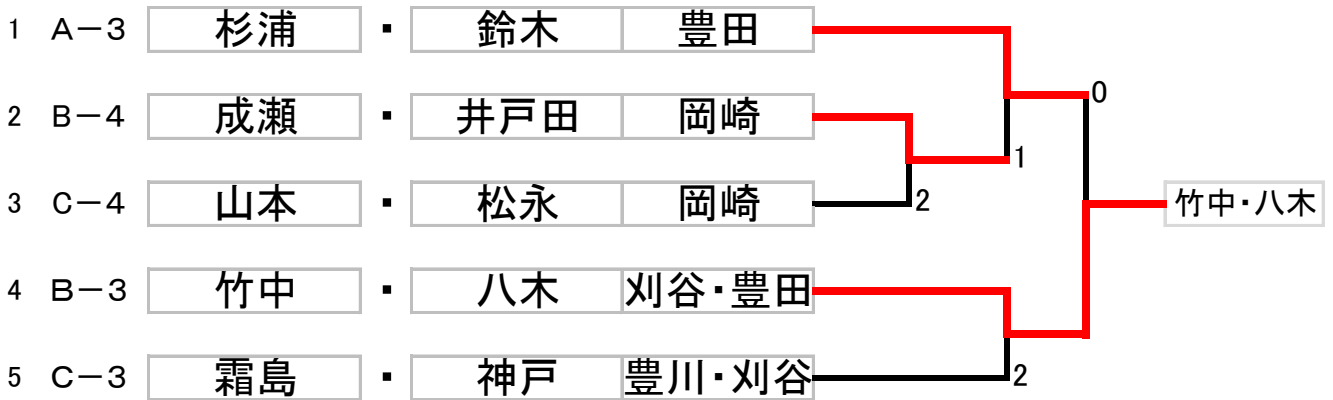 1 A-3 杉浦 ・ 鈴木 豊田
0
2 B-4 成瀬 ・ 井戸田 岡崎
1
3 C-4 山本 ・ 松永 岡崎
2
竹中・八木
4 B-3 竹中 ・ 八木 刈谷・豊田
5 C-3 霜島 ・ 神戸 豊川・刈谷
2